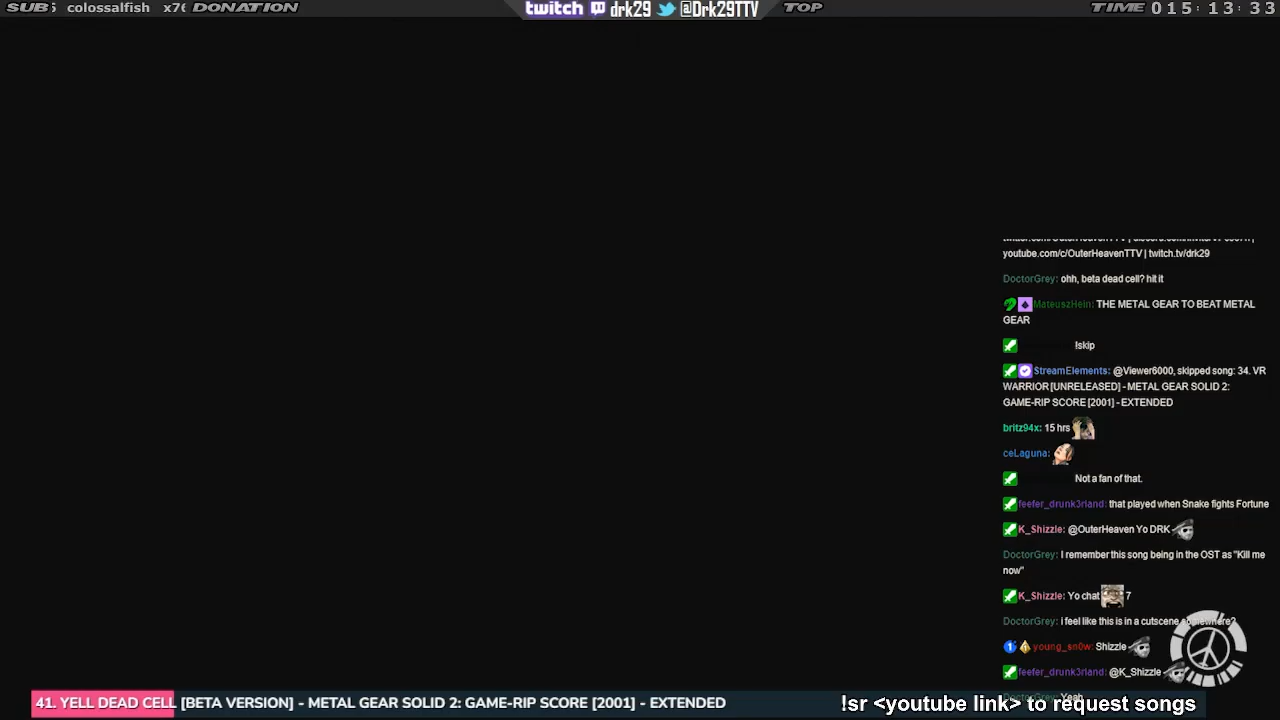 SUB: colossalfish x76 DONATION twitch drk29 @Drk29TTV TOP TIME 015:13:33
youtube.com/c/OuterHeavenTTV | twitch.tv/drk29
DoctorGrey: ohh, beta dead cell? hit it
MateuszHein: THE METAL GEAR TO BEAT METAL
GEAR
!skip
StreamElements: @Viewer6000, skipped song: 34. VR
WARRIOR [UNRELEASED] - METAL GEAR SOLID 2:
GAME-RIP SCORE [2001] - EXTENDED
britz94x: 15 hrs
ceLaguna:
Not a fan of that.
feefer_drunk3rland: that played when Snake fights Fortune
K_Shizzle: @OuterHeaven Yo DRK
DoctorGrey: I remember this song being in the OST as "Kill me
now"
K_Shizzle: Yo chat 7
DoctorGrey: i feel like this is in a cutscene somewhere?
young_sn0w: Shizzle
feefer_drunk3rland: @K_Shizzle
DoctorGrey: Yeah
41. YELL DEAD CELL [BETA VERSION] - METAL GEAR SOLID 2: GAME-RIP SCORE [2001] - EXTENDED
!sr <youtube link> to request songs